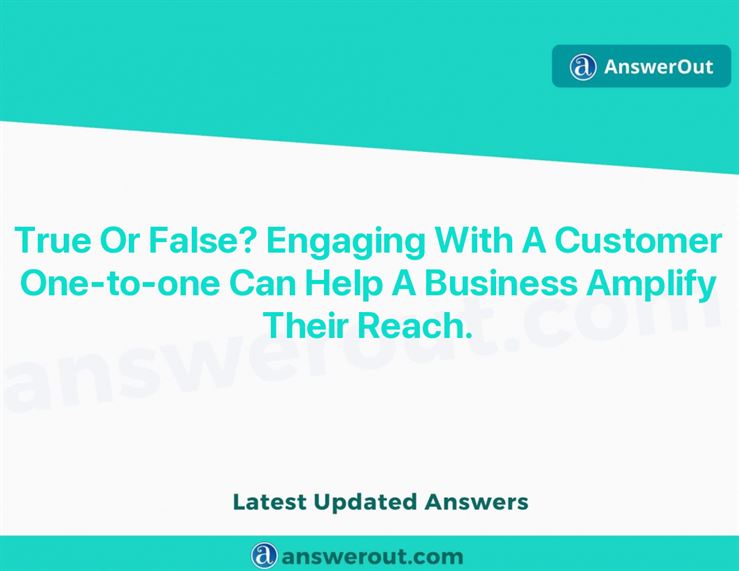 AnswerOut
True Or False? Engaging With A Customer
One-to-one Can Help A Business Amplify
Their Reach.
answerout.com
Latest Updated Answers
answerout.com